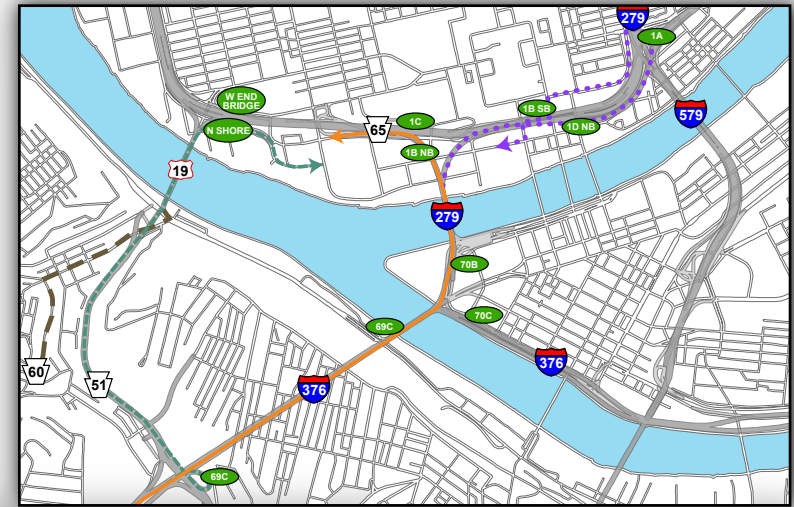 279
1A
W END
BRIDGE
1B SB
579
N SHORE
65
1C
1D NB
1B NB
19
279
70B
70C
69C
376
60
51
376
69C